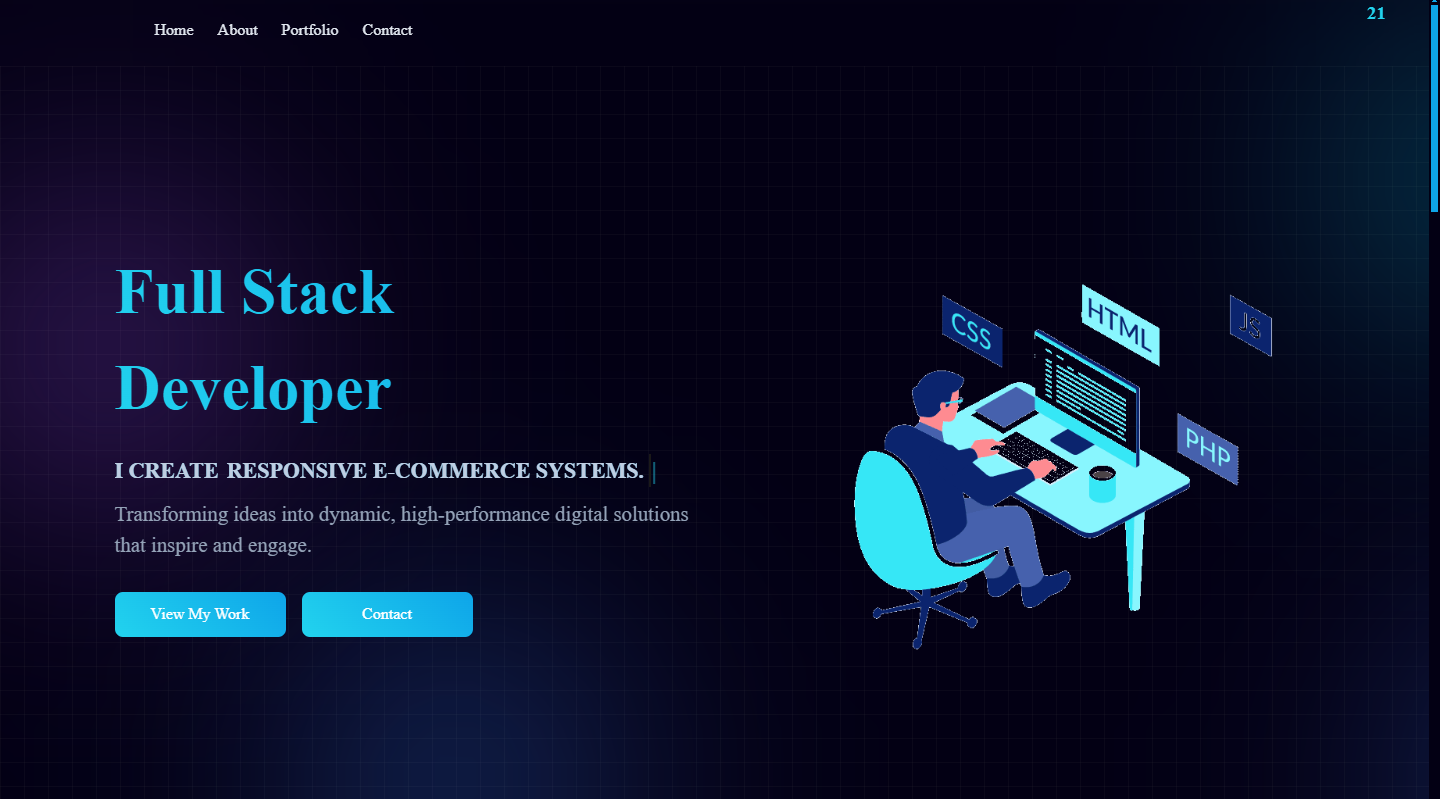 Home About Portfolio Contact
21
Full Stack
Developer
I CREATE RESPONSIVE E-COMMERCE SYSTEMS.
Transforming ideas into dynamic, high-performance digital solutions
that inspire and engage.
View My Work Contact
CSS
HTML
JS
PHP